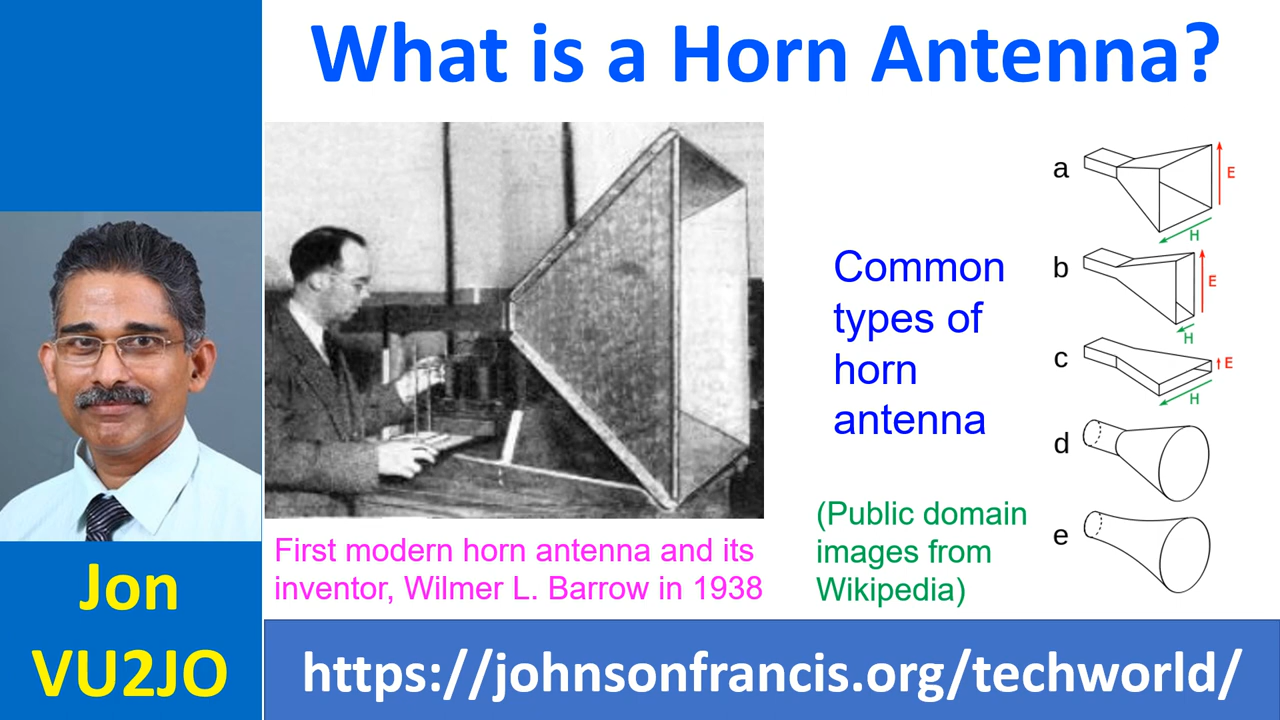 What is a Horn Antenna?
a
E
H
b
E
H
c
E
H
d
e
Common
types of
horn
antenna
(Public domain
images from
Wikipedia)
First modern horn antenna and its
inventor, Wilmer L. Barrow in 1938
Jon
VU2JO
https://johnsonfrancis.org/techworld/